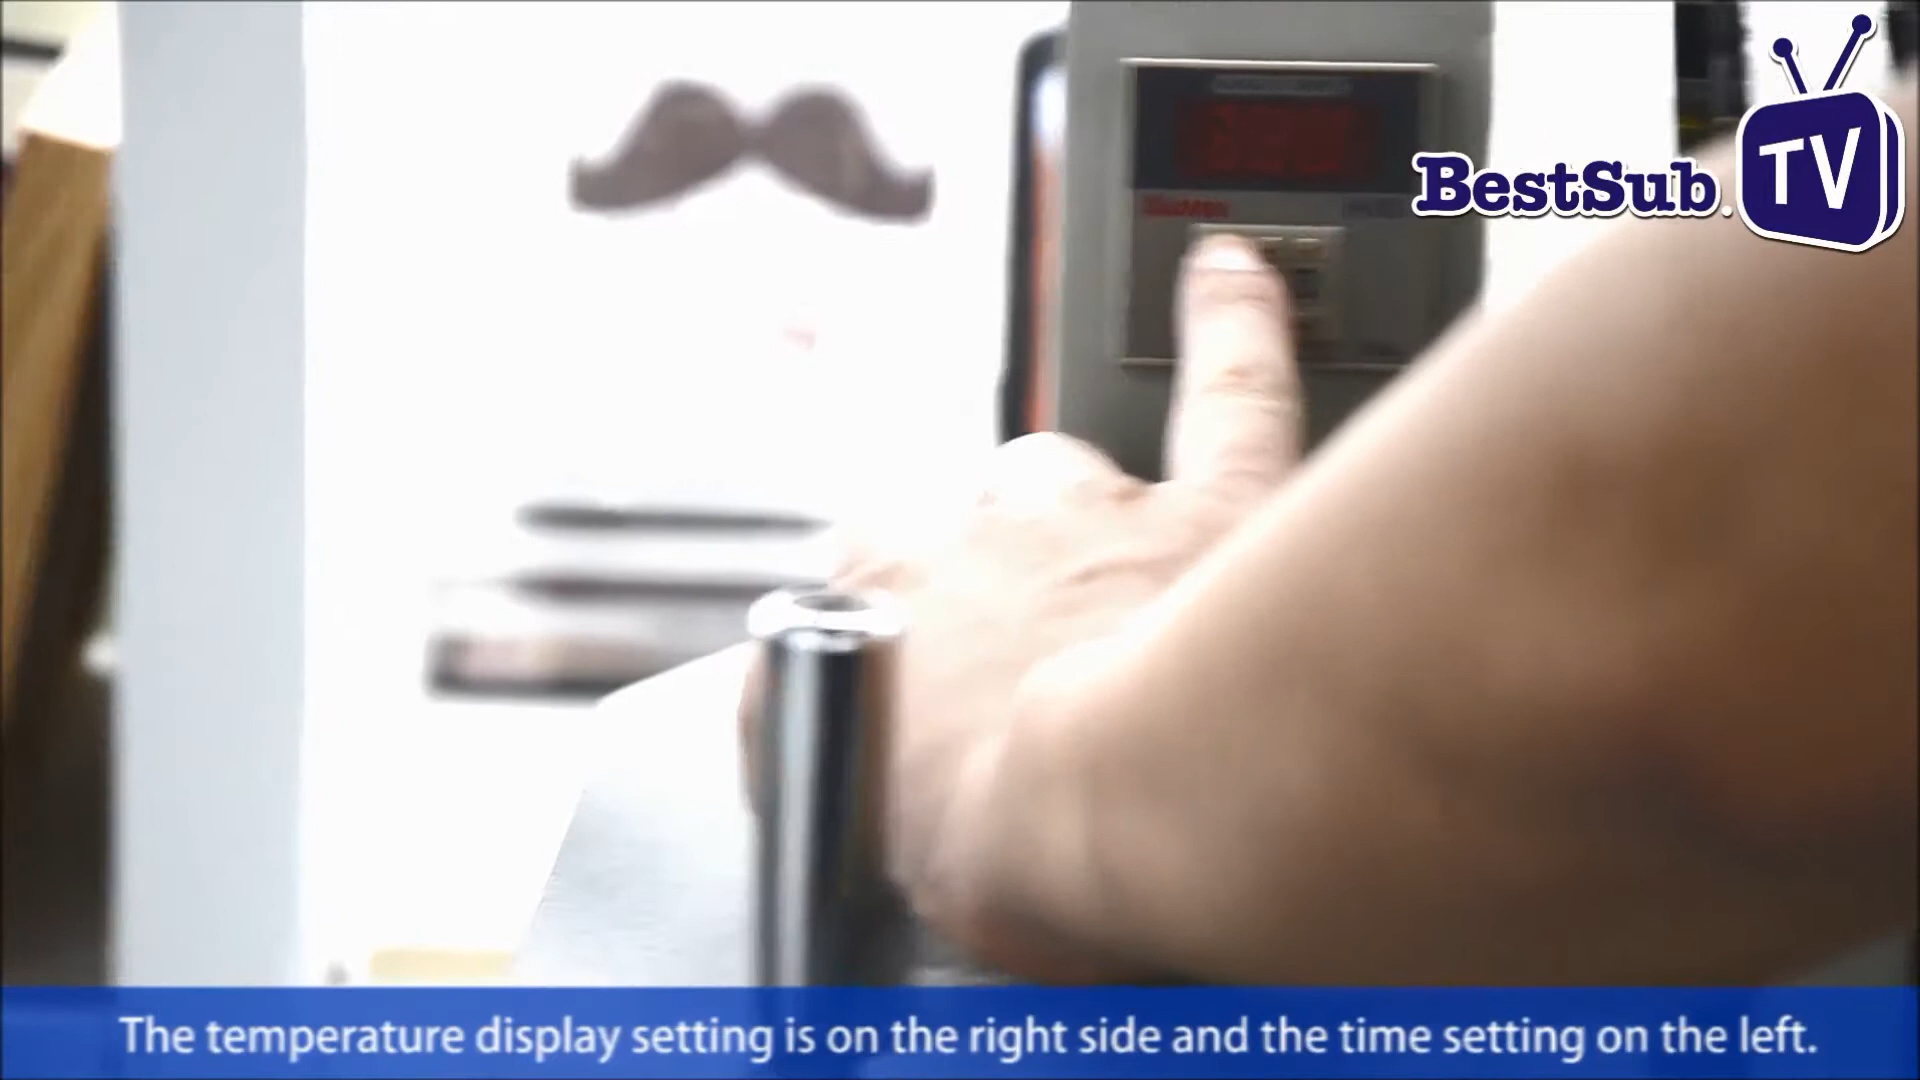 BestSub.
TV
The temperature display setting is on the right side and the time setting on the left.